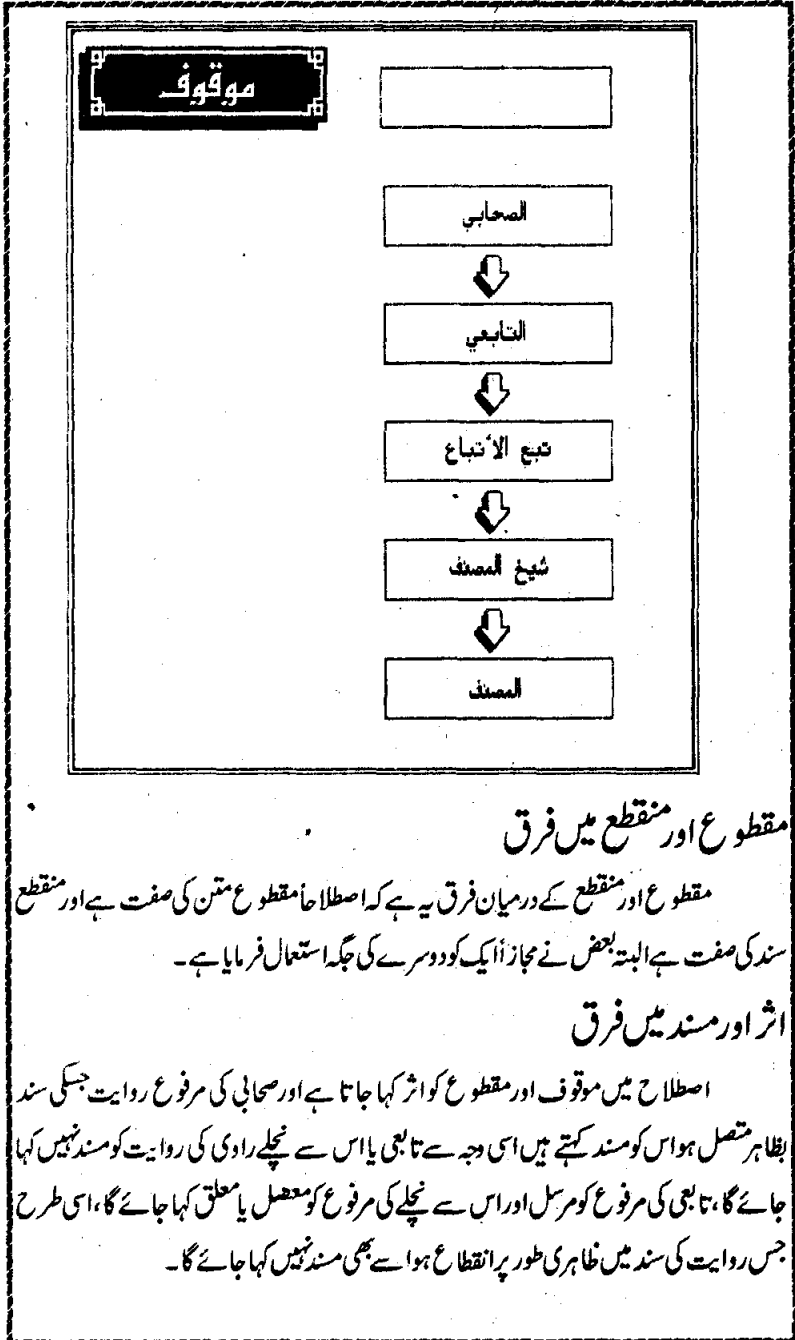 موقوف
الصحابي
التابعي
تبع الأتباع
شيخ المصنف
المصنف
مقطوع اور منقطع میں فرق
مقطوع اور منقطع کے درمیان فرق یہ ہے کہ اصطلاحاً مقطوع متن کی صفت ہے اور منقطع
سند کی صفت ہے البتہ بعض نے مجازاً ایک کو دوسرے کی جگہ استعمال فرمایا ہے۔
اثر اور مسند میں فرق
اصطلاح میں موقوف اور مقطوع کو اثر کہا جاتا ہے اور صحابی کی مرفوع روایت جسکی سند
بظاہر متصل ہو اس کو مسند کہتے ہیں اسی وجہ سے تابعی یا اس سے نچلے راوی کی روایت کو مسند نہیں کہا
جائے گا، تابعی کی مرفوع کو مرسل اور اس سے نچلے کی مرفوع کو معضل یا معلق کہا جائے گا، اسی طرح
جس روایت کی سند میں ظاہری طور پر انقطاع ہو اسے بھی مسند نہیں کہا جائے گا۔